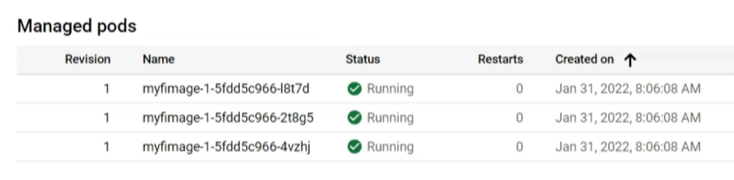 Managed pods
Revision Name Status Restarts Created on ↑
1 myfimage-1-5fdd5c966-l8t7d Running 0 Jan 31, 2022, 8:06:08 AM
1 myfimage-1-5fdd5c966-2t8g5 Running 0 Jan 31, 2022, 8:06:08 AM
1 myfimage-1-5fdd5c966-4vzhj Running 0 Jan 31, 2022, 8:06:08 AM